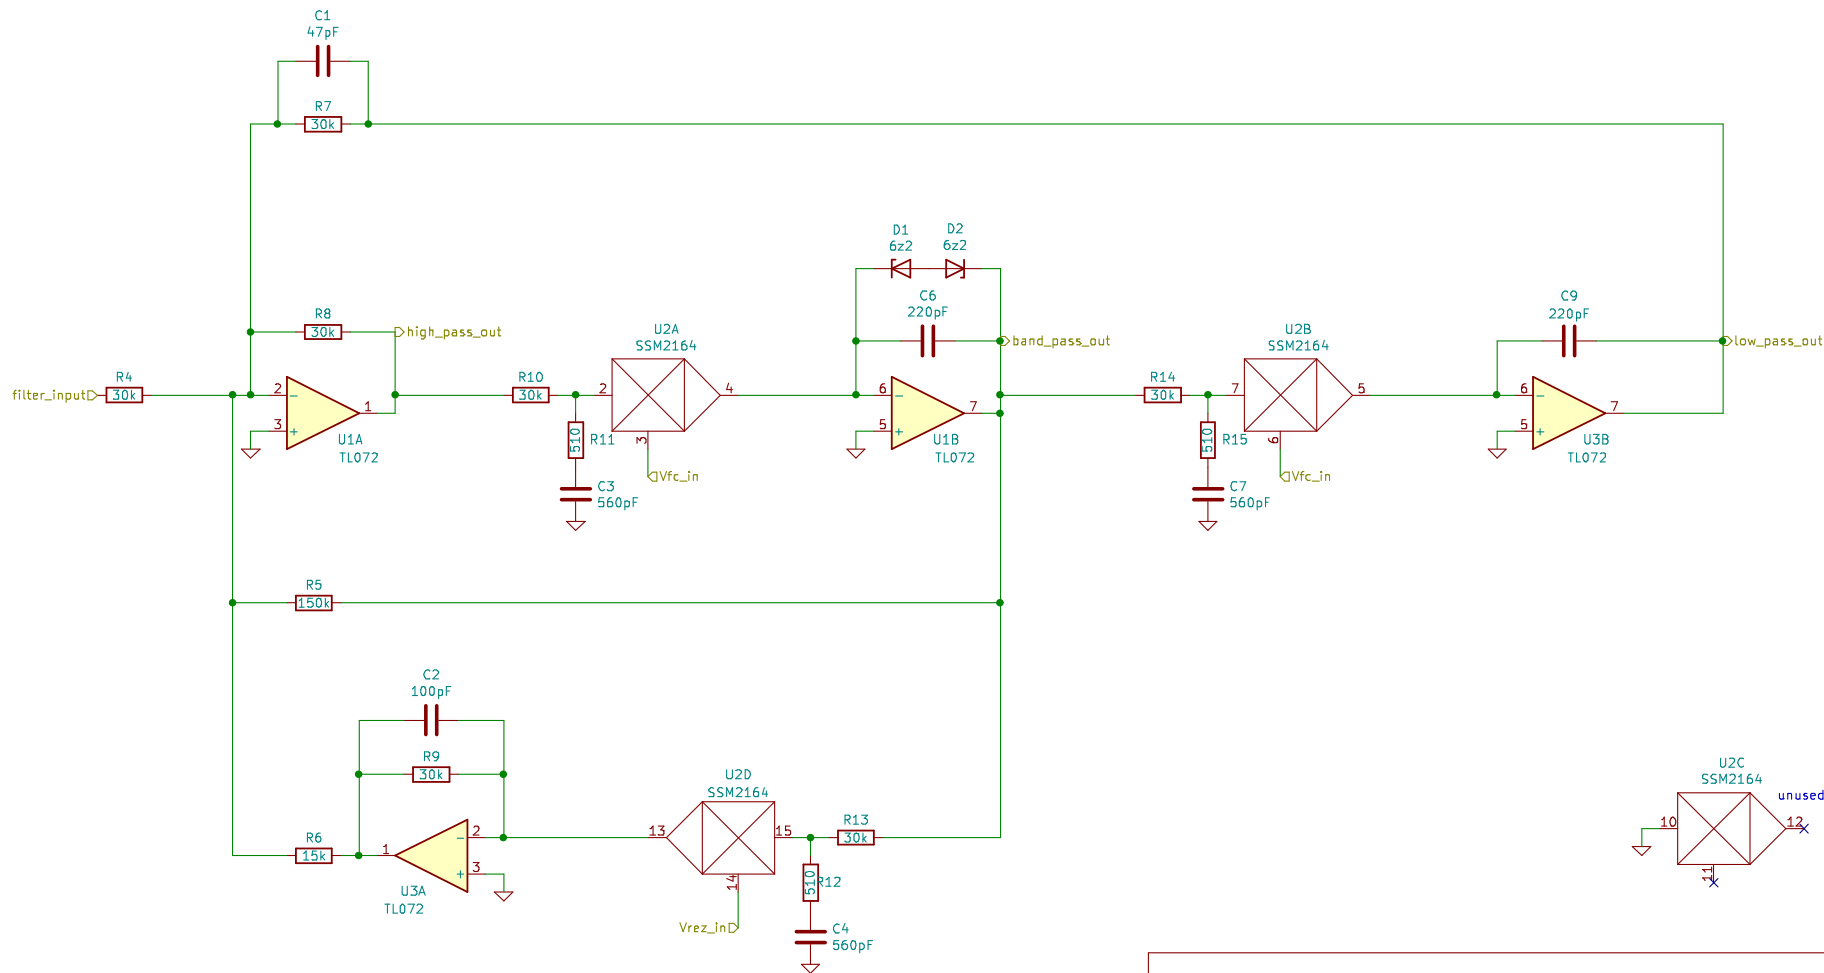 C1
47pF
R7
30k
D1
6z2
D2
6z2
C6
220pF
C9
220pF
R8
30k
high_pass_out
U2A
SSM2164
band_pass_out
U2B
SSM2164
low_pass_out
filter_input
R4
30k
2
-
3
+
1
U1A
TL072
R10
30k
2
4
3
510
R11
Vfc_in
C3
560pF
6
-
5
+
7
U1B
TL072
R14
30k
7
5
6
510
R15
Vfc_in
C7
560pF
6
-
5
+
7
U3B
TL072
R5
150k
C2
100pF
R9
30k
R6
15k
1
2
-
3
+
U3A
TL072
U2D
SSM2164
13
15
14
Vrez_in
R13
30k
510
R12
C4
560pF
U2C
SSM2164
unused
10
12
11